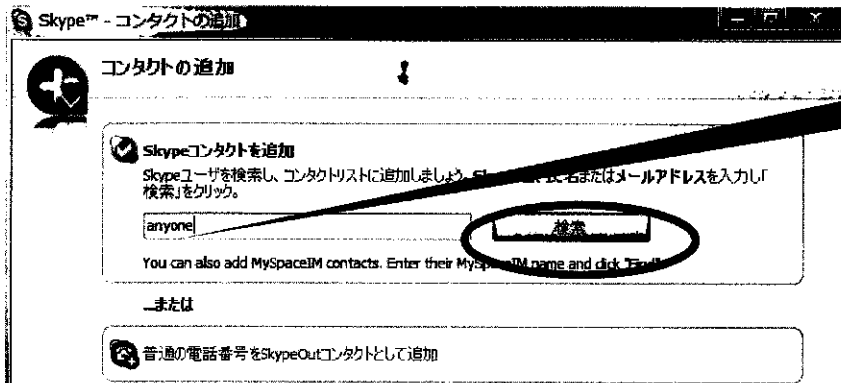 Skype™ - コンタクトの追加
コンタクトの追加
Skypeコンタクトを追加
Skypeユーザを検索し、コンタクトリストに追加しましょう。 名またはメールアドレスを入力し「
検索」をクリック。
anyone
検索
You can also add MySpaceIM contacts. Enter their MySpaceIM name and click "Find"
...または
普通の電話番号をSkypeOutコンタクトとして追加